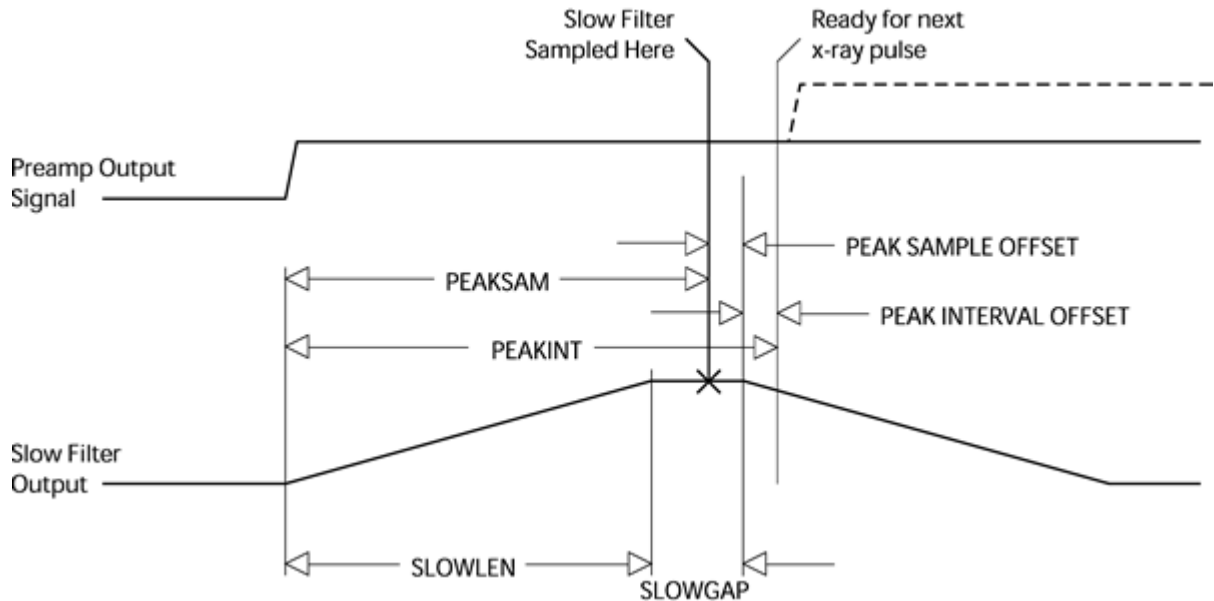 Slow Filter
Sampled Here
Ready for next
x-ray pulse
Preamp Output
Signal
PEAK SAMPLE OFFSET
PEAKSAM
PEAK INTERVAL OFFSET
PEAKINT
Slow Filter
Output
SLOWLEN
SLOWGAP